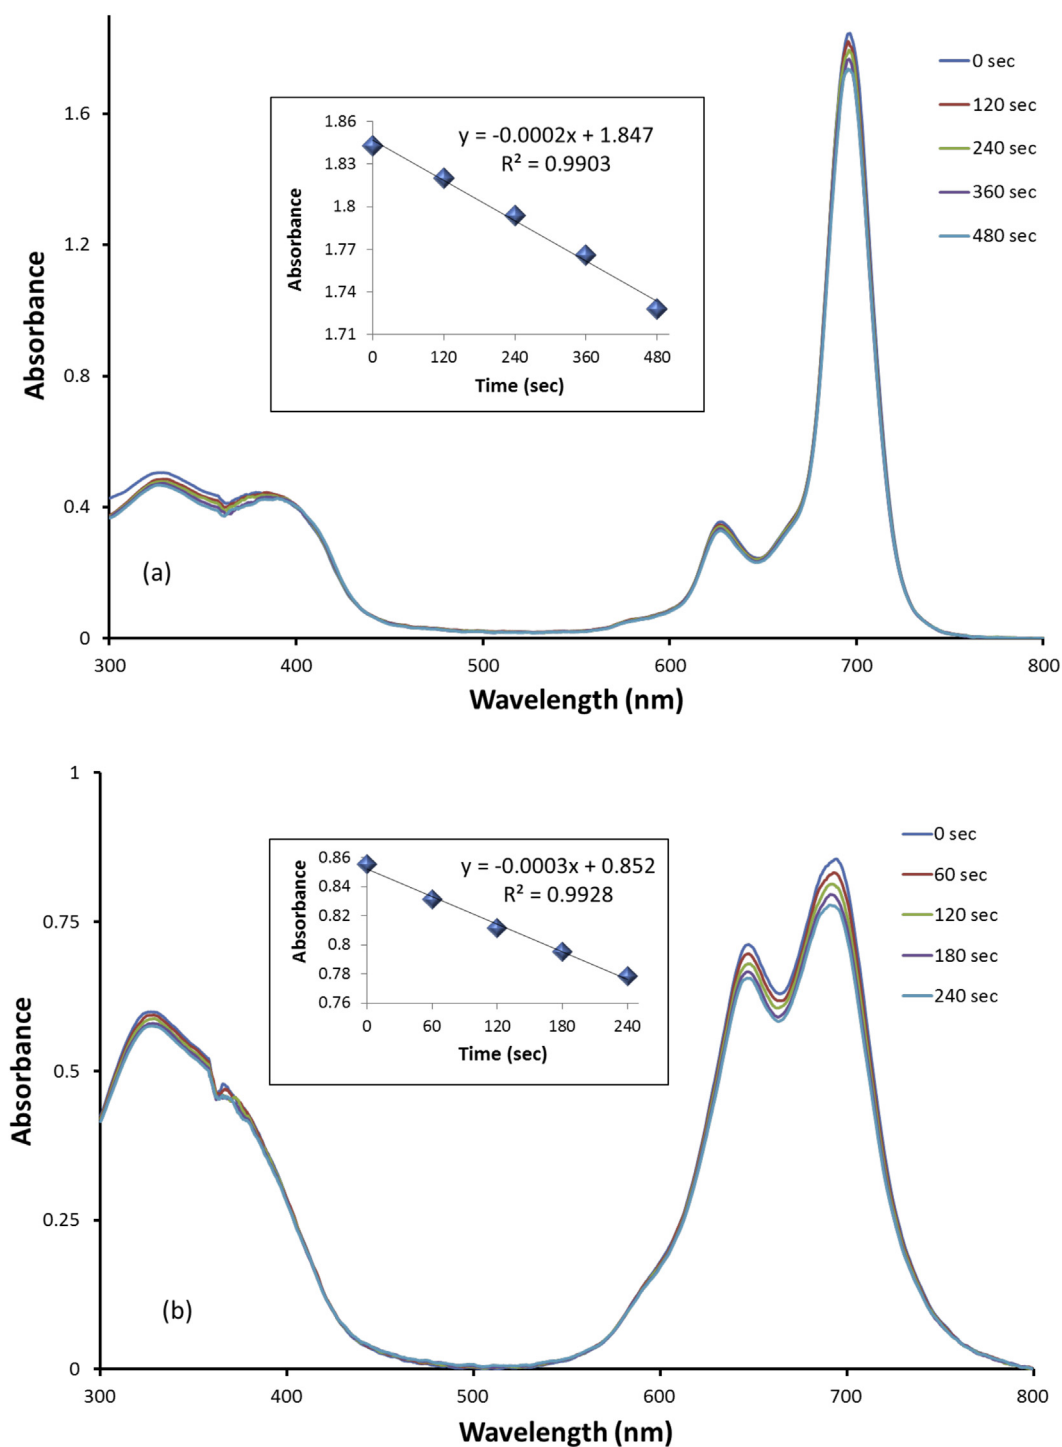 0 sec
120 sec
240 sec
360 sec
480 sec
1.6
1.2
0.8
0.4
0
Absorbance
1.86
1.83
1.8
1.77
1.74
1.71
Absorbance
y = -0.0002x + 1.847
R² = 0.9903
0 120 240 360 480
Time (sec)
(a)
300 400 500 600 700 800
Wavelength (nm)
1
0.75
0.5
0.25
0
Absorbance
0 sec
60 sec
120 sec
180 sec
240 sec
0.86
0.84
0.82
0.8
0.78
0.76
Absorbance
y = -0.0003x + 0.852
R² = 0.9928
0 60 120 180 240
Time (sec)
(b)
300 400 500 600 700 800
Wavelength (nm)